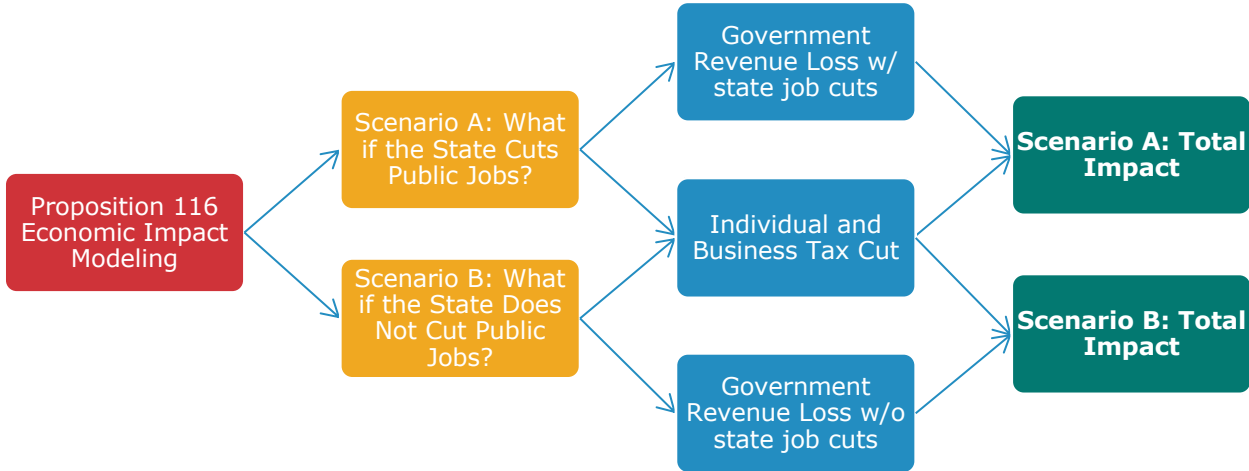 Proposition 116
Economic Impact
Modeling
Scenario A: What
if the State Cuts
Public Jobs?
Scenario B: What
if the State Does
Not Cut Public
Jobs?
Government
Revenue Loss w/
state job cuts
Individual and
Business Tax Cut
Government
Revenue Loss w/o
state job cuts
Scenario A: Total
Impact
Scenario B: Total
Impact